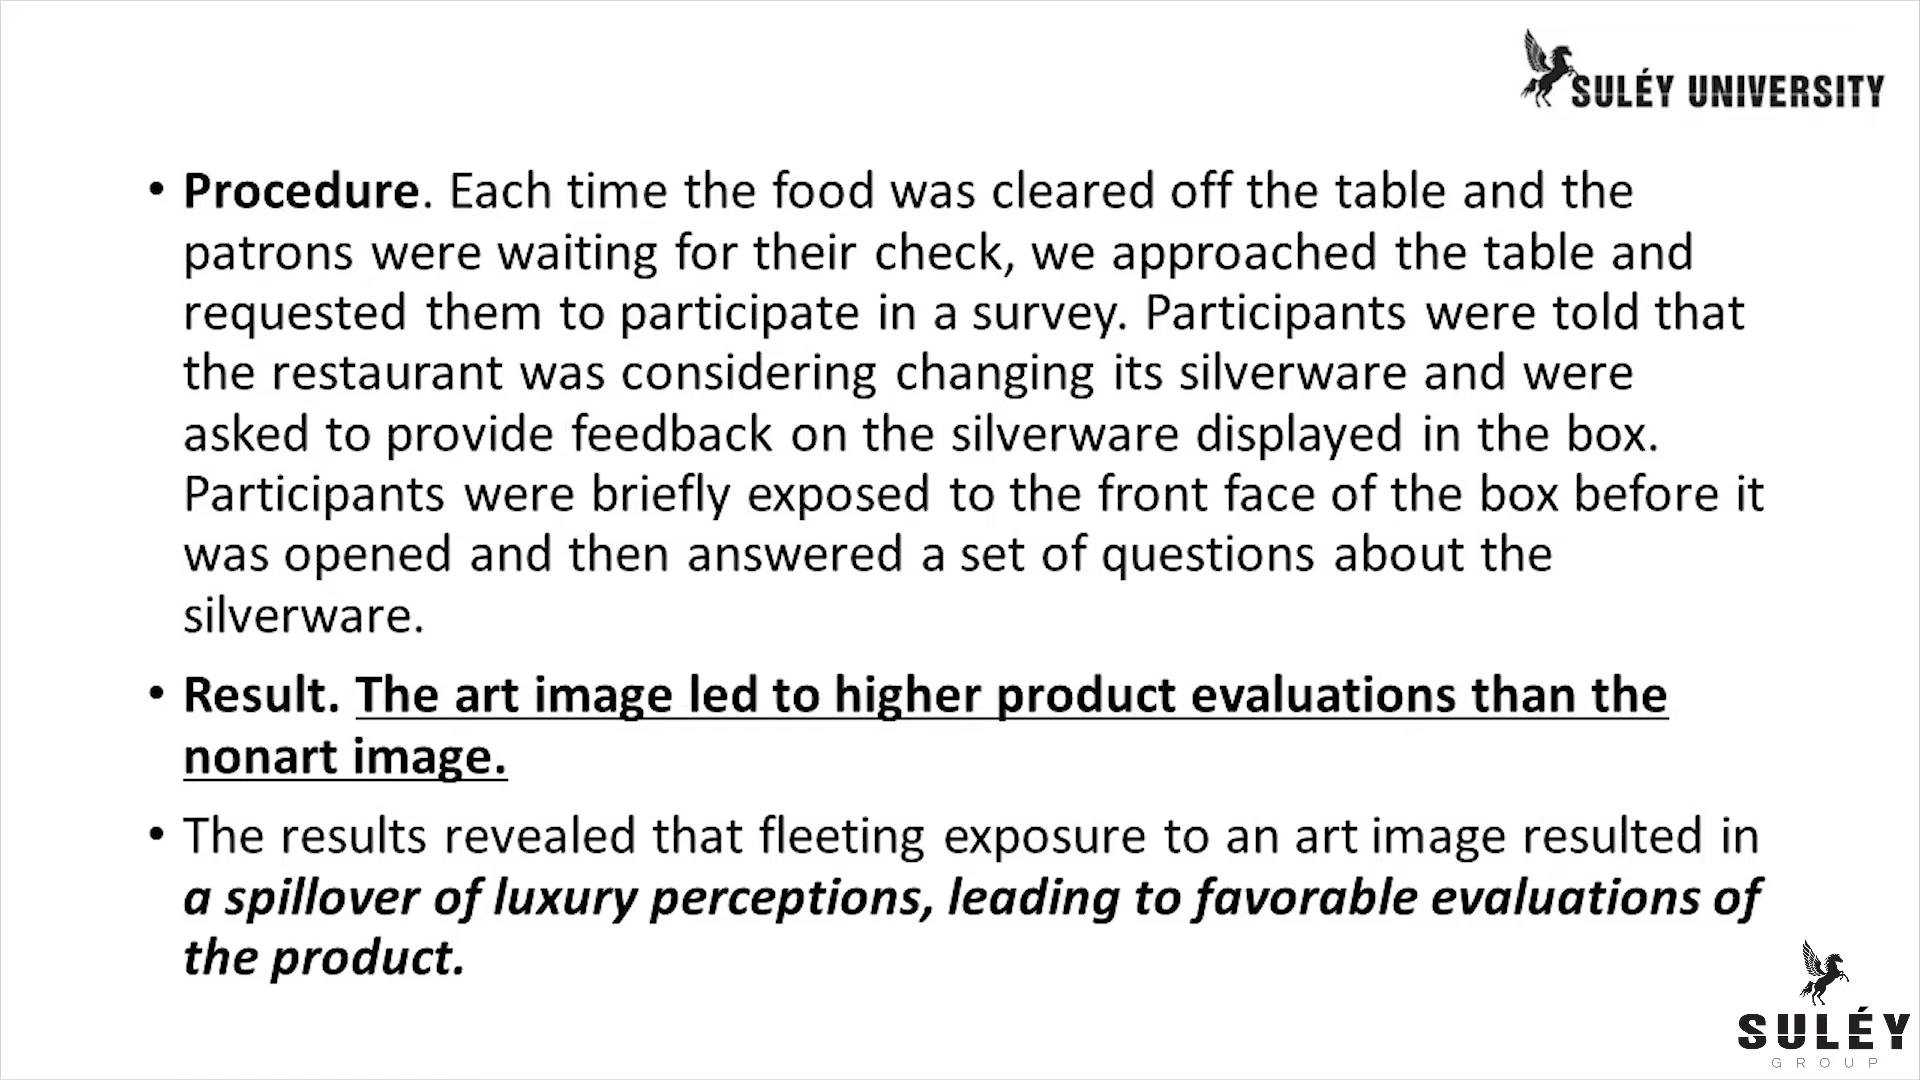 SULÉY UNIVERSITY
• Procedure. Each time the food was cleared off the table and the
patrons were waiting for their check, we approached the table and
requested them to participate in a survey. Participants were told that
the restaurant was considering changing its silverware and were
asked to provide feedback on the silverware displayed in the box.
Participants were briefly exposed to the front face of the box before it
was opened and then answered a set of questions about the
silverware.
• Result. The art image led to higher product evaluations than the
nonart image.
• The results revealed that fleeting exposure to an art image resulted in
a spillover of luxury perceptions, leading to favorable evaluations of
the product.
SULÉY
GROUP